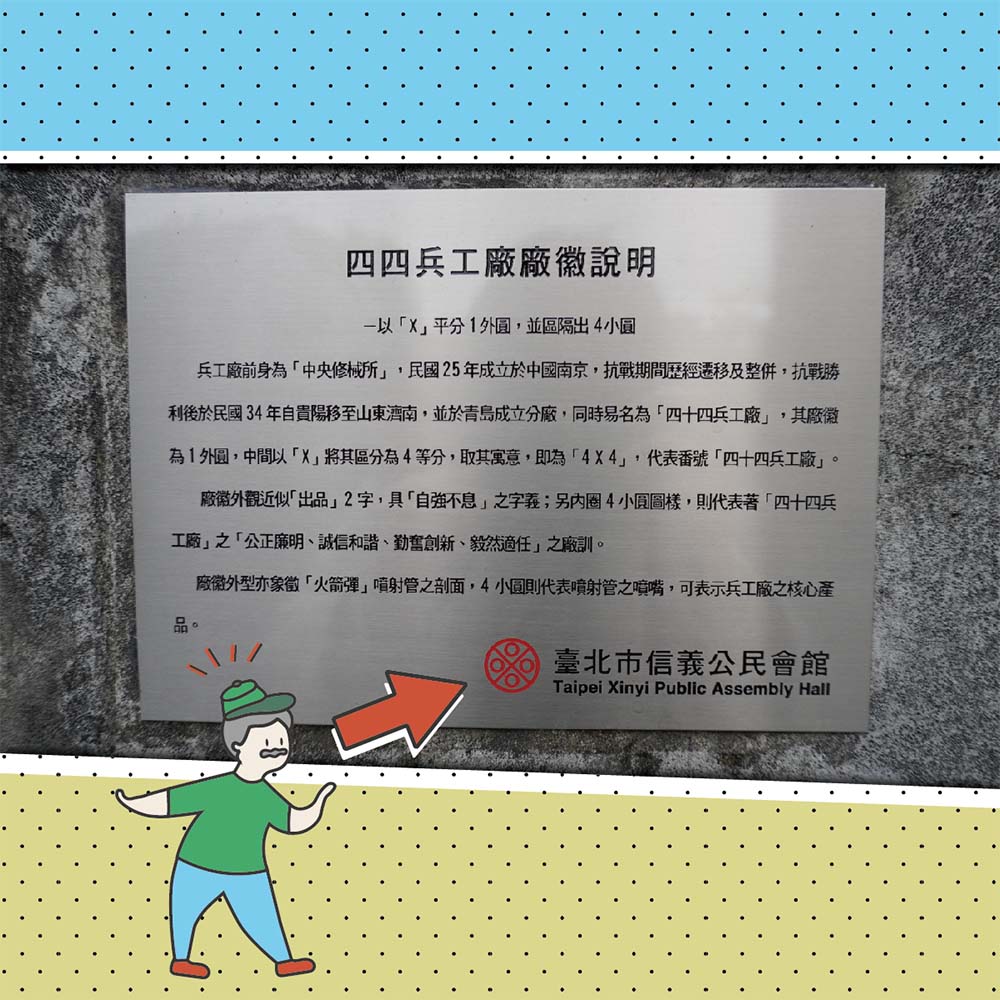 四四兵工廠廠徽說明
－以「X」平分1外圓，並區隔出4小圓
兵工廠前身為「中央修械所」，民國25年成立於中國南京，抗戰期間歷經遷移及整併，抗戰勝
利後於民國34年自貴陽移至山東濟南，並於青島成立分廠，同時易名為「四十四兵工廠」，其廠徽
為1外圓，中間以「X」將其區分為4等分，取其寓意，即為「4X4」，代表番號「四十四兵工廠」。
廠徽外觀近似「出品」2字，具「自強不息」之字義；另內圈4小圓圖樣，則代表著「四十四兵
工廠」之「公正廉明、誠信和諧、勤奮創新、毅然適任」之廠訓。
廠徽外型亦象徵「火箭彈」噴射管之剖面，4小圓則代表噴射管之噴嘴，可表示兵工廠之核心產
品。
臺北市信義公民會館
Taipei Xinyi Public Assembly Hall